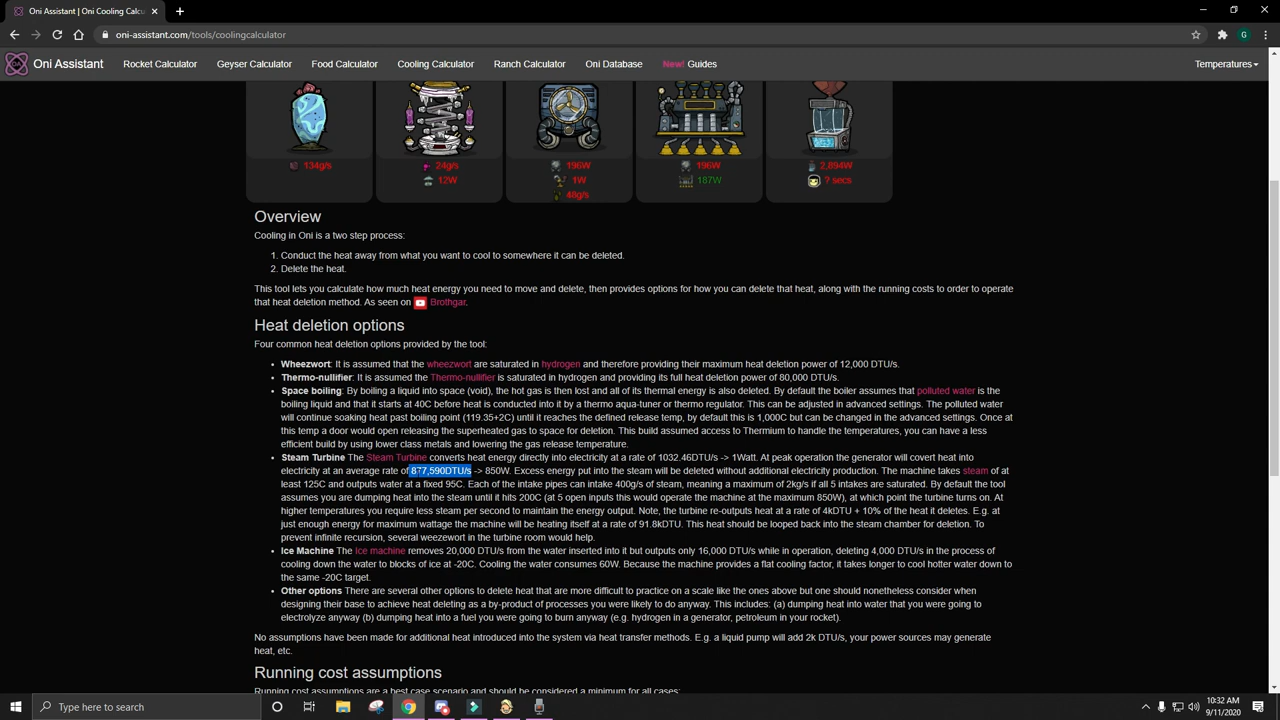 Oni Assistant | Oni Cooling Calcu
oni-assistant.com/tools/coolingcalculator
G
Oni Assistant Rocket Calculator Geyser Calculator Food Calculator Cooling Calculator Ranch Calculator Oni Database New! Guides Temperatures
134g/s 24g/s 196W 196W 2,894W
12W 1W 187W ? secs
48g/s
Overview
Cooling in Oni is a two step process:
1. Conduct the heat away from what you want to cool to somewhere it can be deleted.
2. Delete the heat.
This tool lets you calculate how much heat energy you need to move and delete, then provides options for how you can delete that heat, along with the running costs to order to operate
that heat deletion method. As seen on Brothgar.
Heat deletion options
Four common heat deletion options provided by the tool:
• Wheezwort: It is assumed that the wheezwort are saturated in hydrogen and therefore providing their maximum heat deletion power of 12,000 DTU/s.
• Thermo-nullifier: It is assumed the Thermo-nullifier is saturated in hydrogen and providing its full heat deletion power of 80,000 DTU/s.
• Space boiling: By boiling a liquid into space (void), the hot gas is then lost and all of its thermal energy is also deleted. By default the boiler assumes that polluted water is the
boiling liquid and that it starts at 40C before heat is conducted into it by a thermo aqua-tuner or thermo regulator. This can be adjusted in advanced settings. The polluted water
will continue soaking heat past boiling point (119.35+2C) until it reaches the defined release temp, by default this is 1,000C but can be changed in the advanced settings. Once at
this temp a door would open releasing the superheated gas to space for deletion. This build assumed access to Thermium to handle the temperatures, you can have a less
efficient build by using lower class metals and lowering the gas release temperature.
• Steam Turbine The Steam Turbine converts heat energy directly into electricity at a rate of 1032.46DTU/s -> 1Watt. At peak operation the generator will covert heat into
electricity at an average rate of 877,590DTU/s -> 850W. Excess energy put into the steam will be deleted without additional electricity production. The machine takes steam of at
least 125C and outputs water at a fixed 95C. Each of the intake pipes can intake 400g/s of steam, meaning a maximum of 2kg/s if all 5 intakes are saturated. By default the tool
assumes you are dumping heat into the steam until it hits 200C (at 5 open inputs this would operate the machine at the maximum 850W), at which point the turbine turns on. At
higher temperatures you require less steam per second to maintain the energy output. Note, the turbine re-outputs heat at a rate of 4kDTU + 10% of the heat it deletes. E.g. at
just enough energy for maximum wattage the machine will be heating itself at a rate of 91.8kDTU. This heat should be looped back into the steam chamber for deletion. To
prevent infinite recursion, several weezewort in the turbine room would help.
• Ice Machine The Ice machine removes 20,000 DTU/s from the water inserted into it but outputs only 16,000 DTU/s while in operation, deleting 4,000 DTU/s in the process of
cooling down the water to blocks of ice at -20C. Cooling the water consumes 60W. Because the machine provides a flat cooling factor, it takes longer to cool hotter water down to
the same -20C target.
• Other options There are several other options to delete heat that are more difficult to practice on a scale like the ones above but one should nonetheless consider when
designing their base to achieve heat deleting as a by-product of processes you were likely to do anyway. This includes: (a) dumping heat into water that you were going to
electrolyze anyway (b) dumping heat into a fuel you were going to burn anyway (e.g. hydrogen in a generator, petroleum in your rocket).
No assumptions have been made for additional heat introduced into the system via heat transfer methods. E.g. a liquid pump will add 2k DTU/s, your power sources may generate
heat, etc.
Running cost assumptions
Running cost assumptions are a best case scenario and should be considered a minimum for all cases:
Type here to search
10:32 AM
9/11/2020